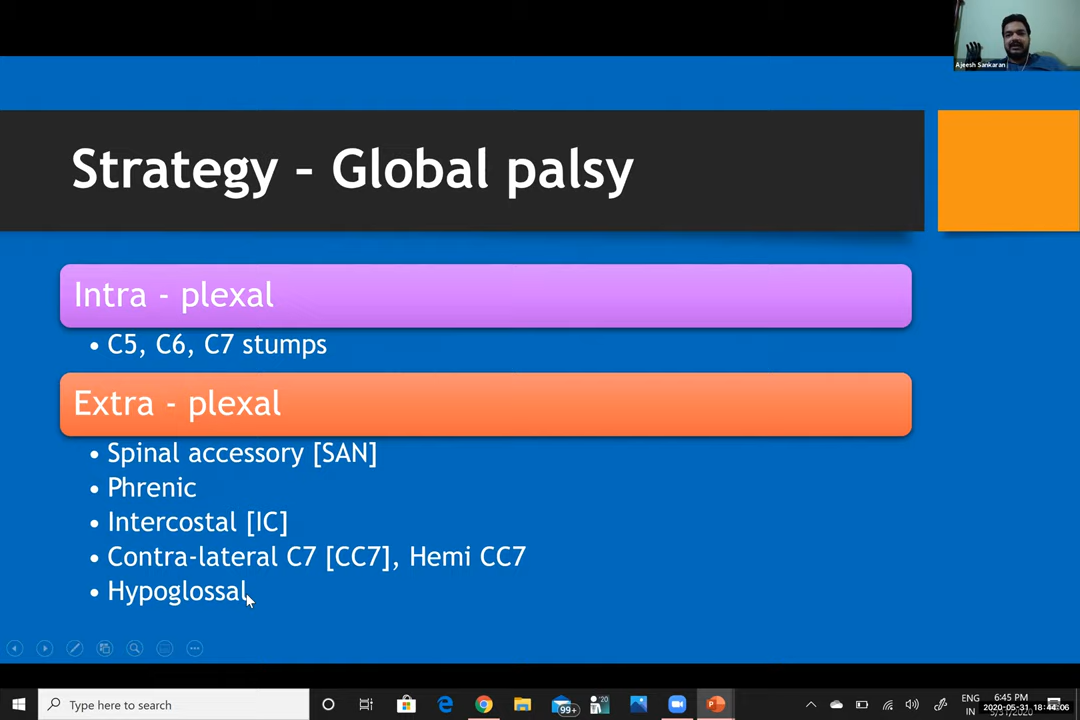 Ajeesh Sankaran
Strategy – Global palsy
Intra - plexal
• C5, C6, C7 stumps
Extra - plexal
• Spinal accessory [SAN]
• Phrenic
• Intercostal [IC]
• Contra-lateral C7 [CC7], Hemi CC7
• Hypoglossal
Type here to search
99+
'20
ENG
IN
6:45 PM
2020-05-31 18:44:06